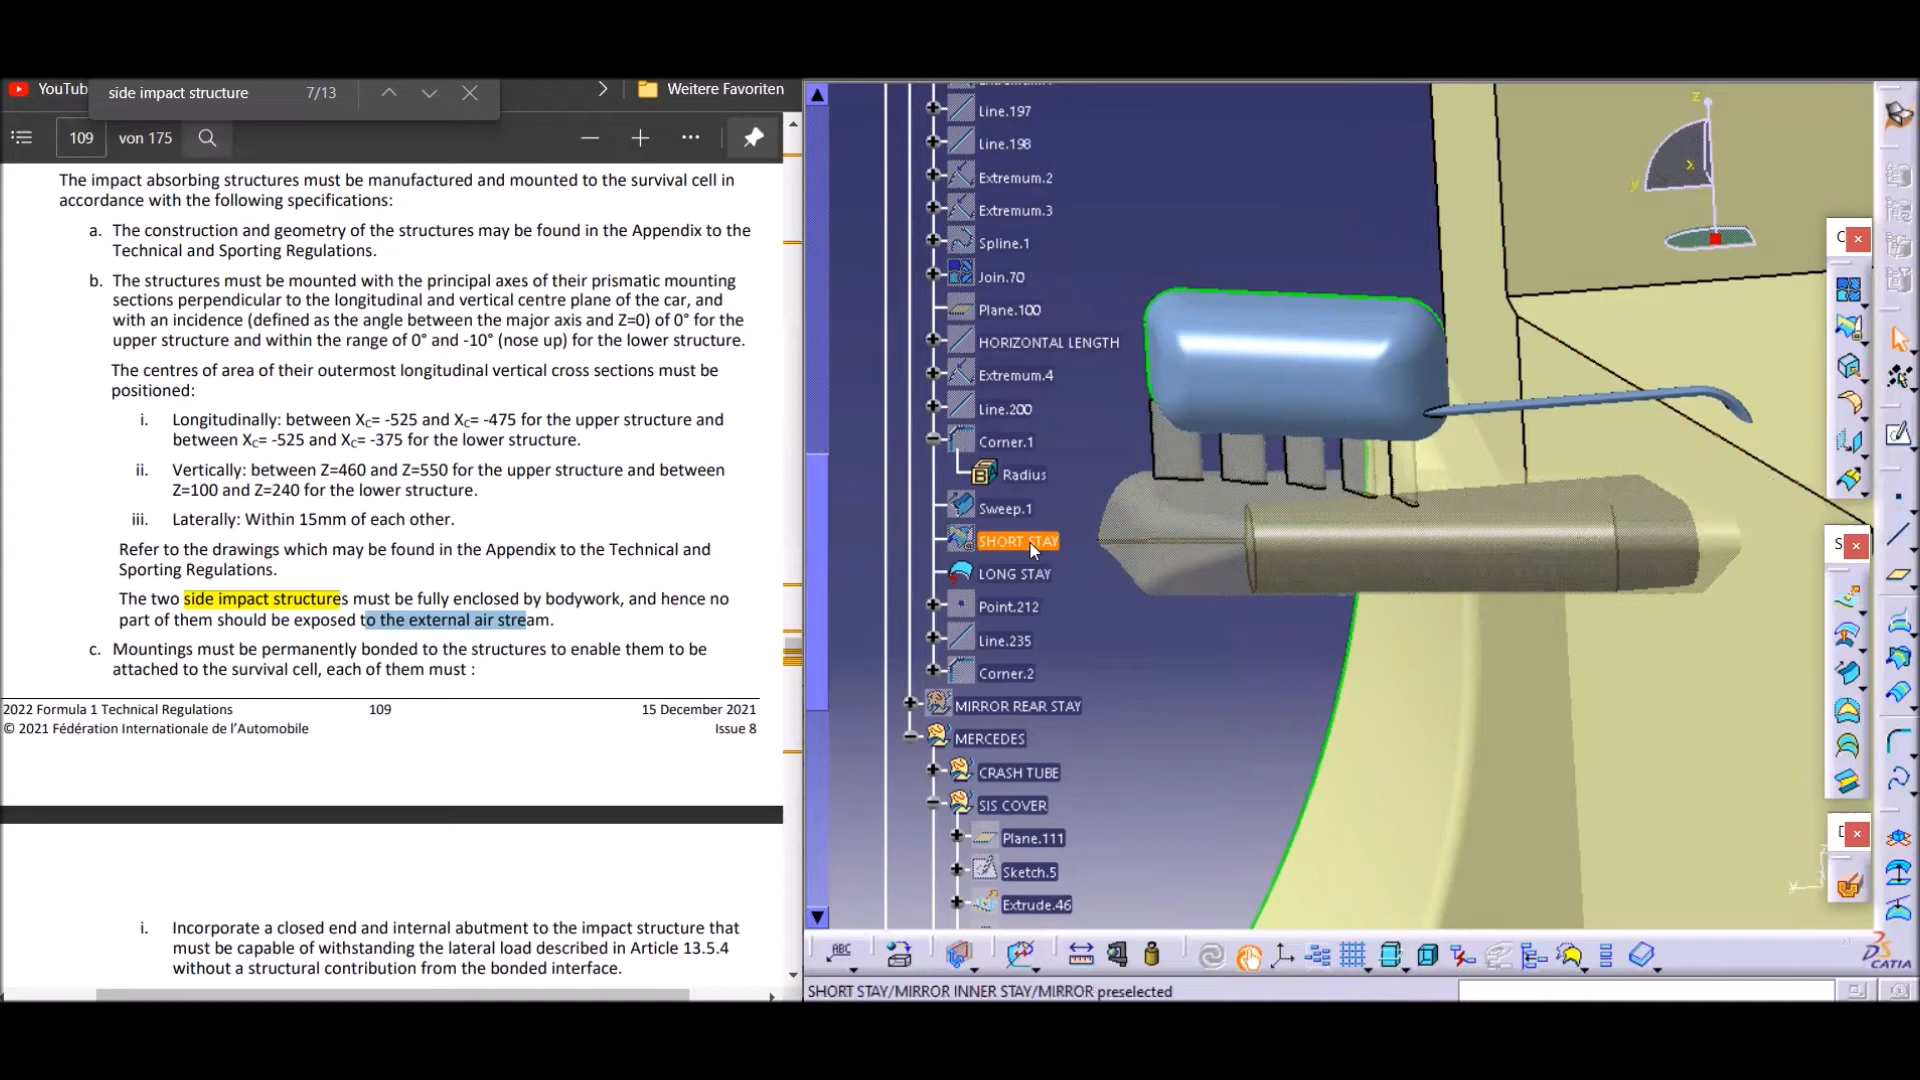 YouTub
side impact structure 7/13
Weitere Favoriten
109 von 175
The impact absorbing structures must be manufactured and mounted to the survival cell in
accordance with the following specifications:
a. The construction and geometry of the structures may be found in the Appendix to the
Technical and Sporting Regulations.
b. The structures must be mounted with the principal axes of their prismatic mounting
sections perpendicular to the longitudinal and vertical centre plane of the car, and
with an incidence (defined as the angle between the major axis and Z=0) of 0° for the
upper structure and within the range of 0° and -10° (nose up) for the lower structure.
The centres of area of their outermost longitudinal vertical cross sections must be
positioned:
i. Longitudinally: between XC= -525 and XC= -475 for the upper structure and
between XC= -525 and XC= -375 for the lower structure.
ii. Vertically: between Z=460 and Z=550 for the upper structure and between
Z=100 and Z=240 for the lower structure.
iii. Laterally: Within 15mm of each other.
Refer to the drawings which may be found in the Appendix to the Technical and
Sporting Regulations.
The two side impact structures must be fully enclosed by bodywork, and hence no
part of them should be exposed to the external air stream.
c. Mountings must be permanently bonded to the structures to enable them to be
attached to the survival cell, each of them must :
2022 Formula 1 Technical Regulations 109 15 December 2021
© 2021 Fédération Internationale de l'Automobile Issue 8
i. Incorporate a closed end and internal abutment to the impact structure that
must be capable of withstanding the lateral load described in Article 13.5.4
without a structural contribution from the bonded interface.
Line.197
Line.198
Extremum.2
Extremum.3
Spline.1
Join.70
Plane.100
HORIZONTAL LENGTH
Extremum.4
Line.200
Corner.1
Radius
Sweep.1
SHORT STAY
LONG STAY
Point.212
Line.235
Corner.2
MIRROR REAR STAY
MERCEDES
CRASH TUBE
SIS COVER
Plane.111
Sketch.5
Extrude.46
z
x
y
C
S
ABC
CATIA
SHORT STAY/MIRROR INNER STAY/MIRROR preselected